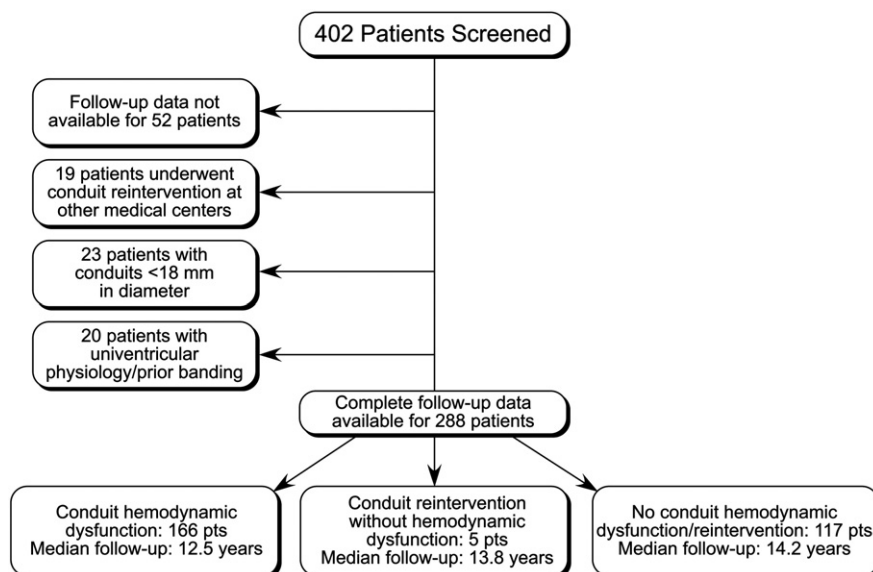 402 Patients Screened
Follow-up data not
available for 52 patients
19 patients underwent
conduit reintervention at
other medical centers
23 patients with
conduits <18 mm
in diameter
20 patients with
univentricular
physiology/prior banding
Complete follow-up data
available for 288 patients
Conduit hemodynamic
dysfunction: 166 pts
Median follow-up: 12.5 years
Conduit reintervention
without hemodynamic
dysfunction: 5 pts
Median follow-up: 13.8 years
No conduit hemodynamic
dysfunction/reintervention: 117 pts
Median follow-up: 14.2 years